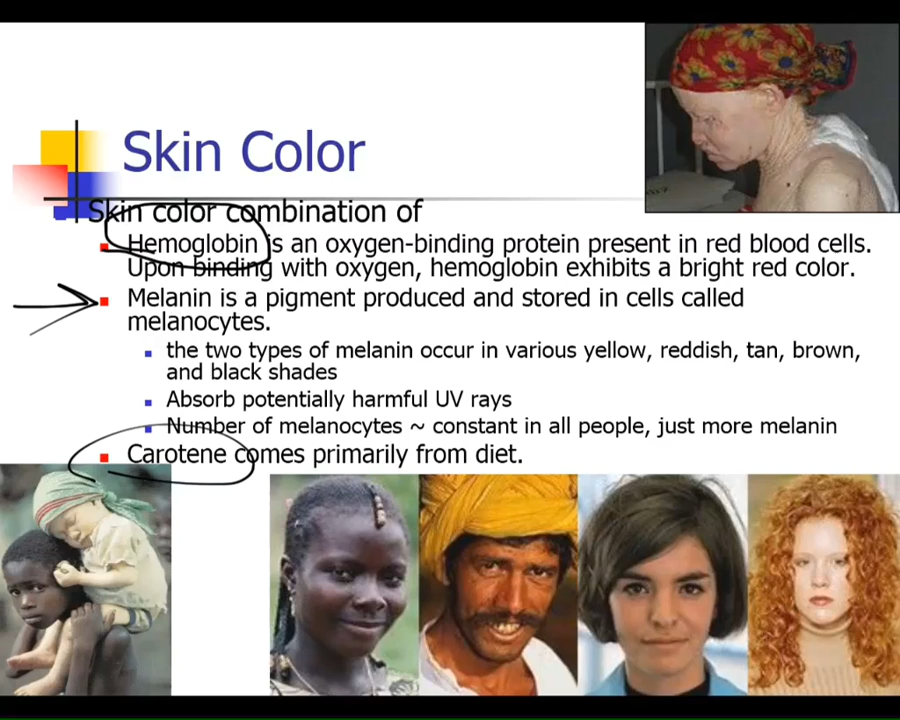 Skin Color
Skin color combination of
Hemoglobin is an oxygen-binding protein present in red blood cells.
Upon binding with oxygen, hemoglobin exhibits a bright red color.
Melanin is a pigment produced and stored in cells called
melanocytes.
the two types of melanin occur in various yellow, reddish, tan, brown,
and black shades
Absorb potentially harmful UV rays
Number of melanocytes ~ constant in all people, just more melanin
Carotene comes primarily from diet.